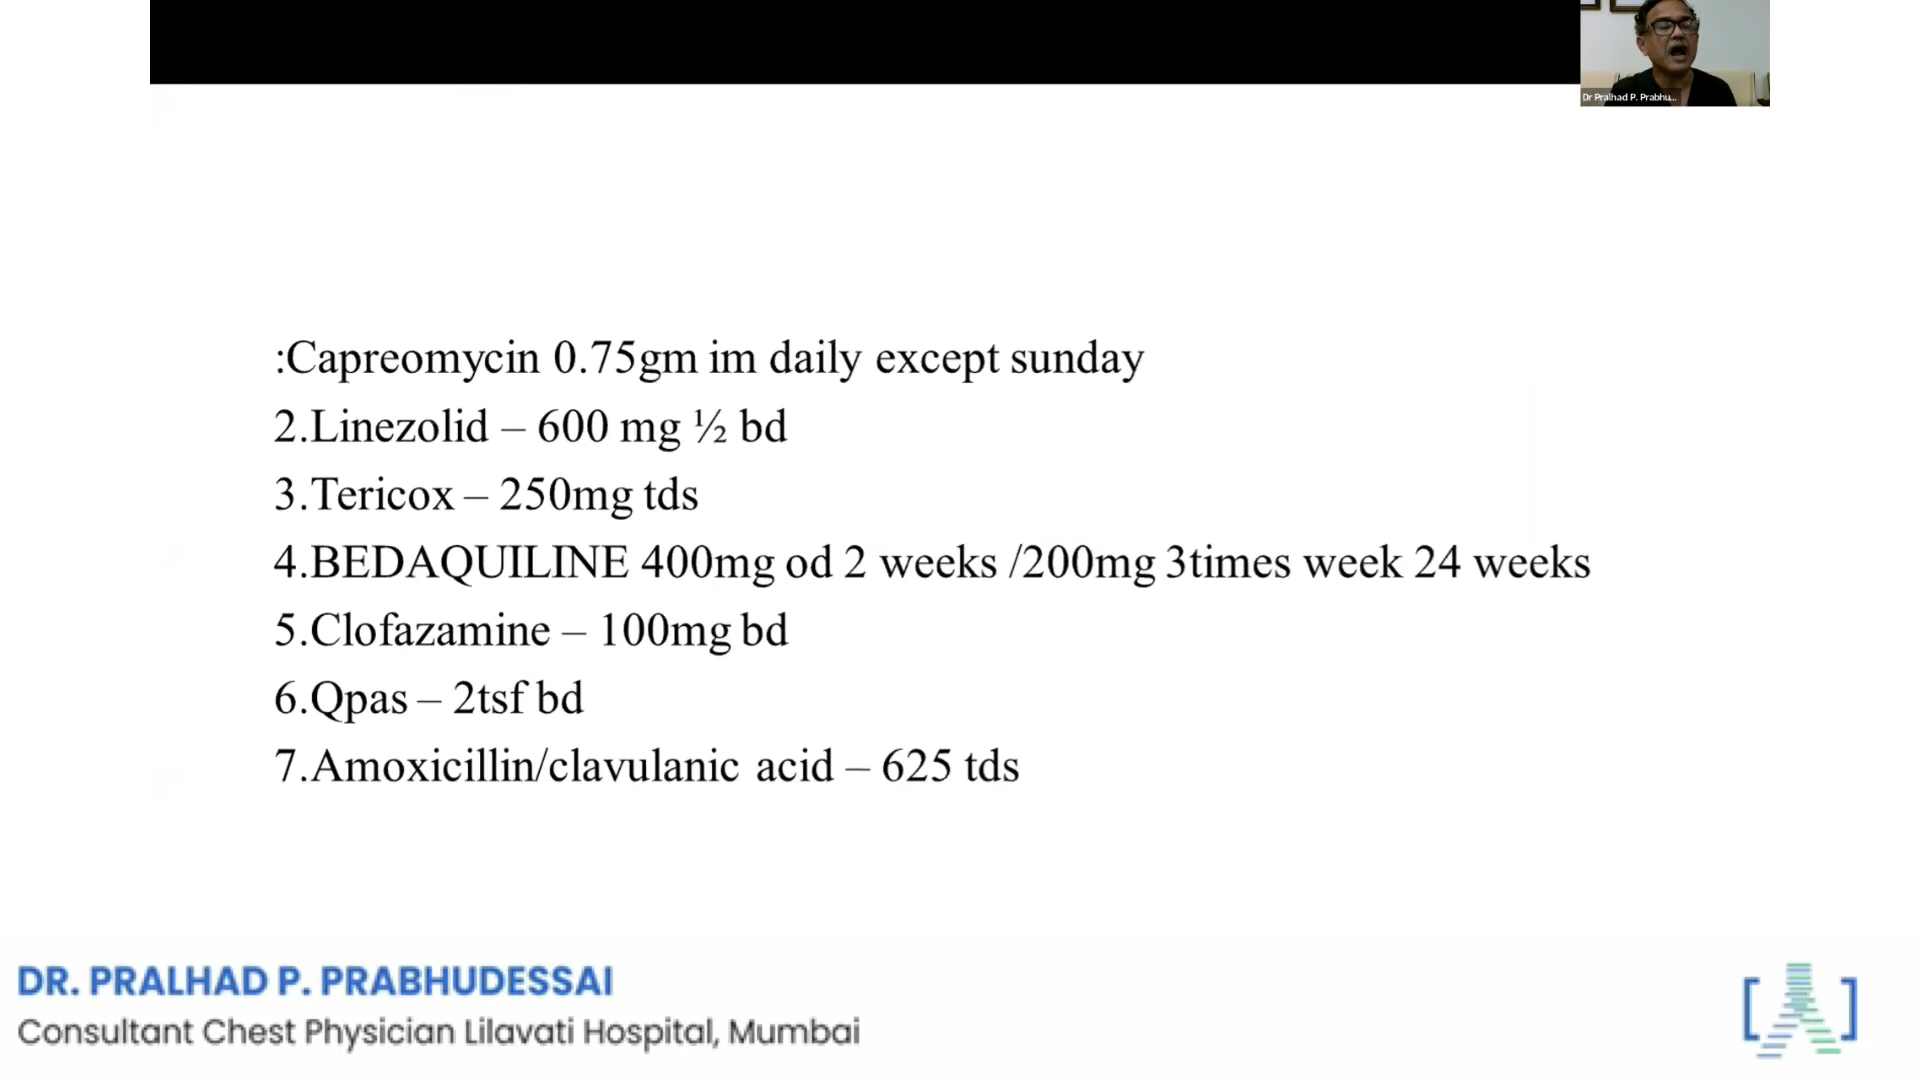 Dr Pralhad P. Prabhu...
:Capreomycin 0.75gm im daily except sunday
2.Linezolid – 600 mg ½ bd
3.Tericox – 250mg tds
4.BEDAQUILINE 400mg od 2 weeks /200mg 3times week 24 weeks
5.Clofazamine – 100mg bd
6.Qpas – 2tsf bd
7.Amoxicillin/clavulanic acid – 625 tds
DR. PRALHAD P. PRABHUDESSAI
Consultant Chest Physician Lilavati Hospital, Mumbai